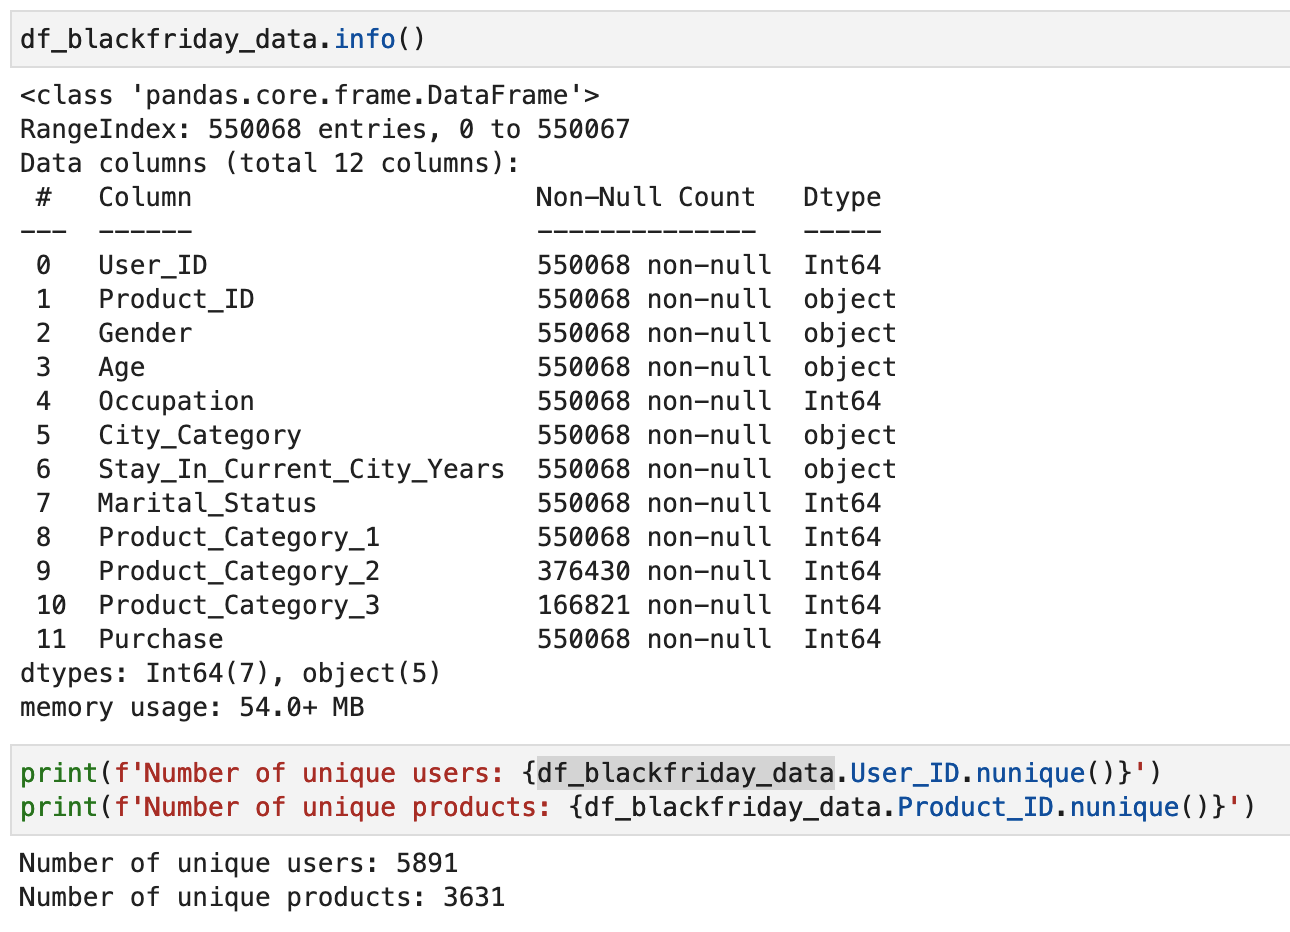 df_blackfriday_data.info()
<class 'pandas.core.frame.DataFrame'>
RangeIndex: 550068 entries, 0 to 550067
Data columns (total 12 columns):
 #   Column                      Non-Null Count   Dtype
---  ------                      --------------   -----
 0   User_ID                     550068 non-null  Int64
 1   Product_ID                  550068 non-null  object
 2   Gender                      550068 non-null  object
 3   Age                         550068 non-null  object
 4   Occupation                  550068 non-null  Int64
 5   City_Category               550068 non-null  object
 6   Stay_In_Current_City_Years  550068 non-null  object
 7   Marital_Status              550068 non-null  Int64
 8   Product_Category_1          550068 non-null  Int64
 9   Product_Category_2          376430 non-null  Int64
 10  Product_Category_3          166821 non-null  Int64
 11  Purchase                    550068 non-null  Int64
dtypes: Int64(7), object(5)
memory usage: 54.0+ MB
print(f'Number of unique users: {df_blackfriday_data.User_ID.nunique()}')
print(f'Number of unique products: {df_blackfriday_data.Product_ID.nunique()}')
Number of unique users: 5891
Number of unique products: 3631